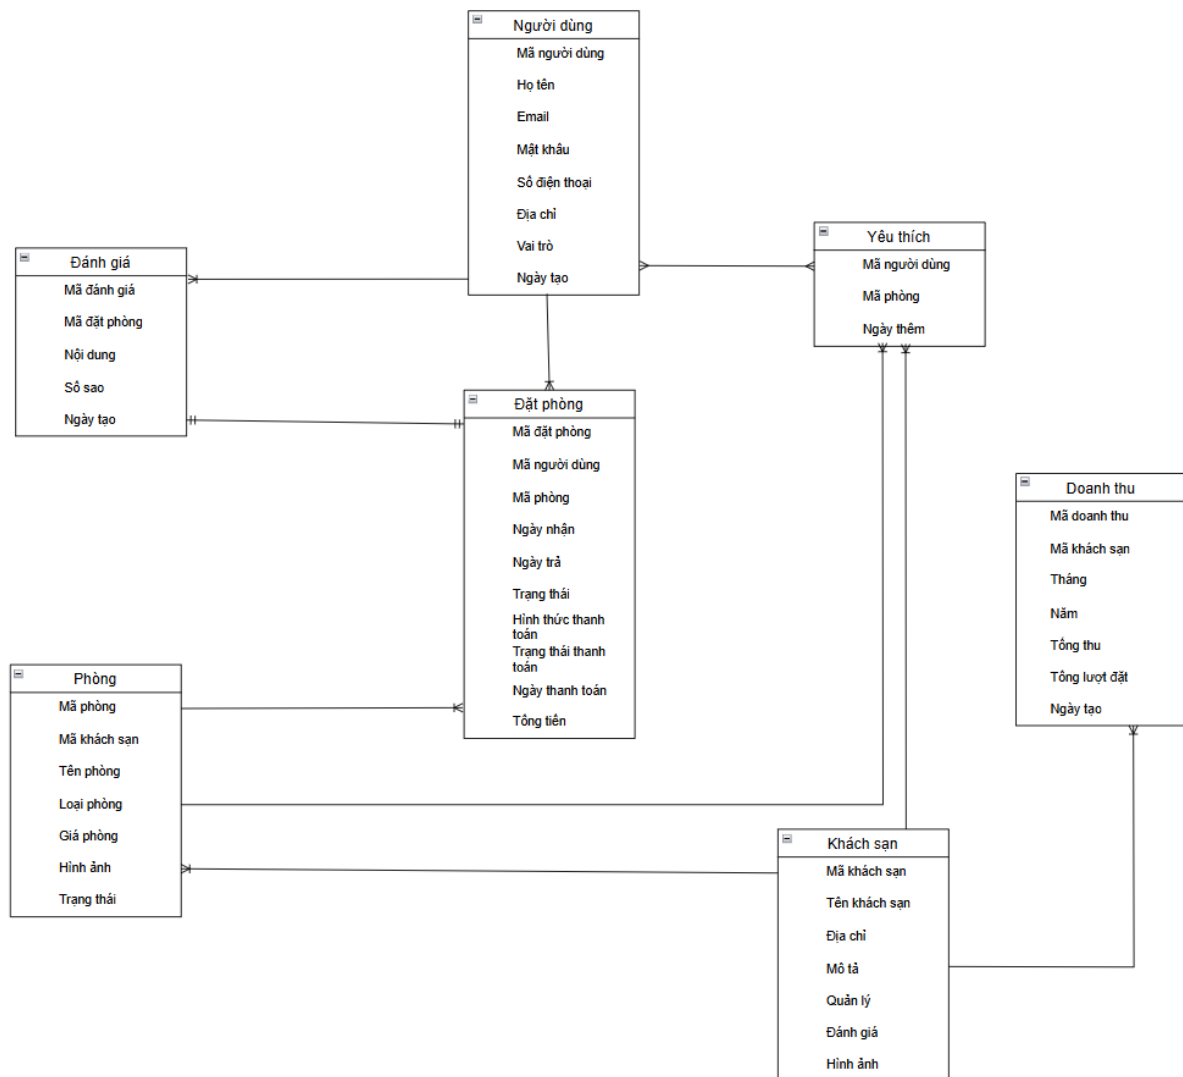 Người dùng
Mã người dùng
Họ tên
Email
Mật khẩu
Số điện thoại
Địa chỉ
Vai trò
Ngày tạo
Yêu thích
Mã người dùng
Mã phòng
Ngày thêm
Đánh giá
Mã đánh giá
Mã đặt phòng
Nội dung
Số sao
Ngày tạo
Đặt phòng
Mã đặt phòng
Mã người dùng
Mã phòng
Ngày nhận
Ngày trả
Trạng thái
Hình thức thanh
toán
Trạng thái thanh
toán
Ngày thanh toán
Tổng tiền
Doanh thu
Mã doanh thu
Mã khách sạn
Tháng
Năm
Tổng thu
Tổng lượt đặt
Ngày tạo
Phòng
Mã phòng
Mã khách sạn
Tên phòng
Loại phòng
Giá phòng
Hình ảnh
Trạng thái
Khách sạn
Mã khách sạn
Tên khách sạn
Địa chỉ
Mô tả
Quản lý
Đánh giá
Hình ảnh